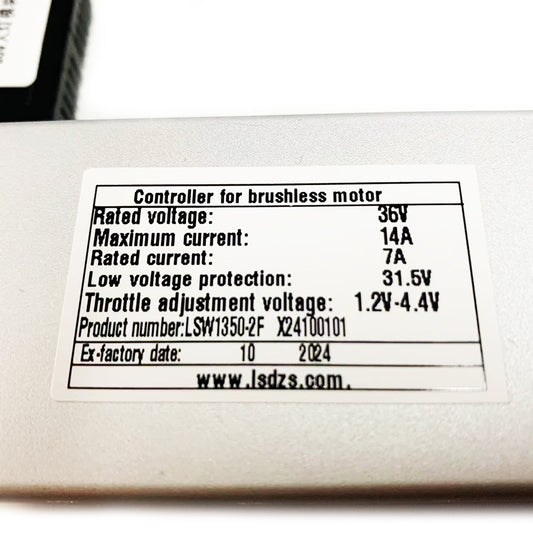 Controller for brushless motor
Rated voltage: 36V
Maximum current: 14A
Rated current: 7A
Low voltage protection: 31.5V
Throttle adjustment voltage: 1.2V-4.4V
Product number:LSW1350-2F X24100101
Ex-factory date: 10 2024
www.lsdzs.com.